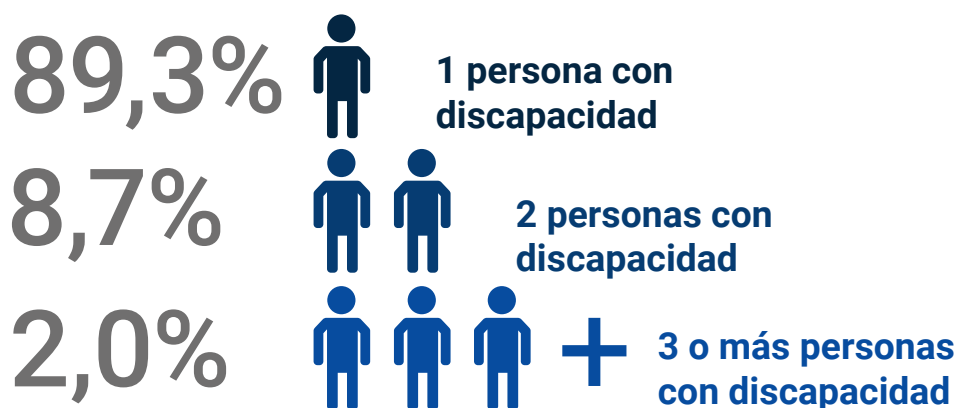 89,3%
1 persona con
discapacidad
8,7%
2 personas con
discapacidad
2,0%
3 o más personas
con discapacidad